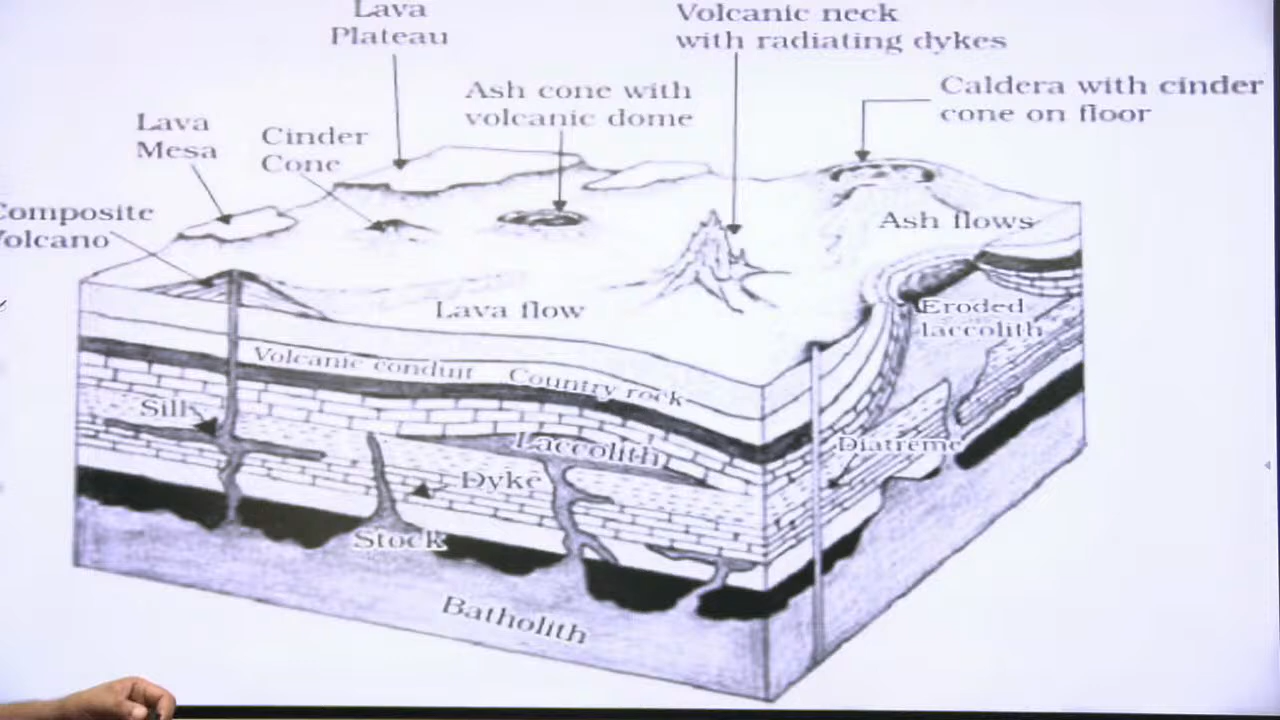 Lava
Plateau
Volcanic neck
with radiating dykes
Ash cone with
volcanic dome
Caldera with cinder
cone on floor
Lava
Mesa
Cinder
Cone
Composite
Volcano
Ash flows
Lava flow
Eroded
laccolith
Volcanic conduit
Country rock
Sill
Laccolith
Diatreme
Dyke
Stock
Batholith